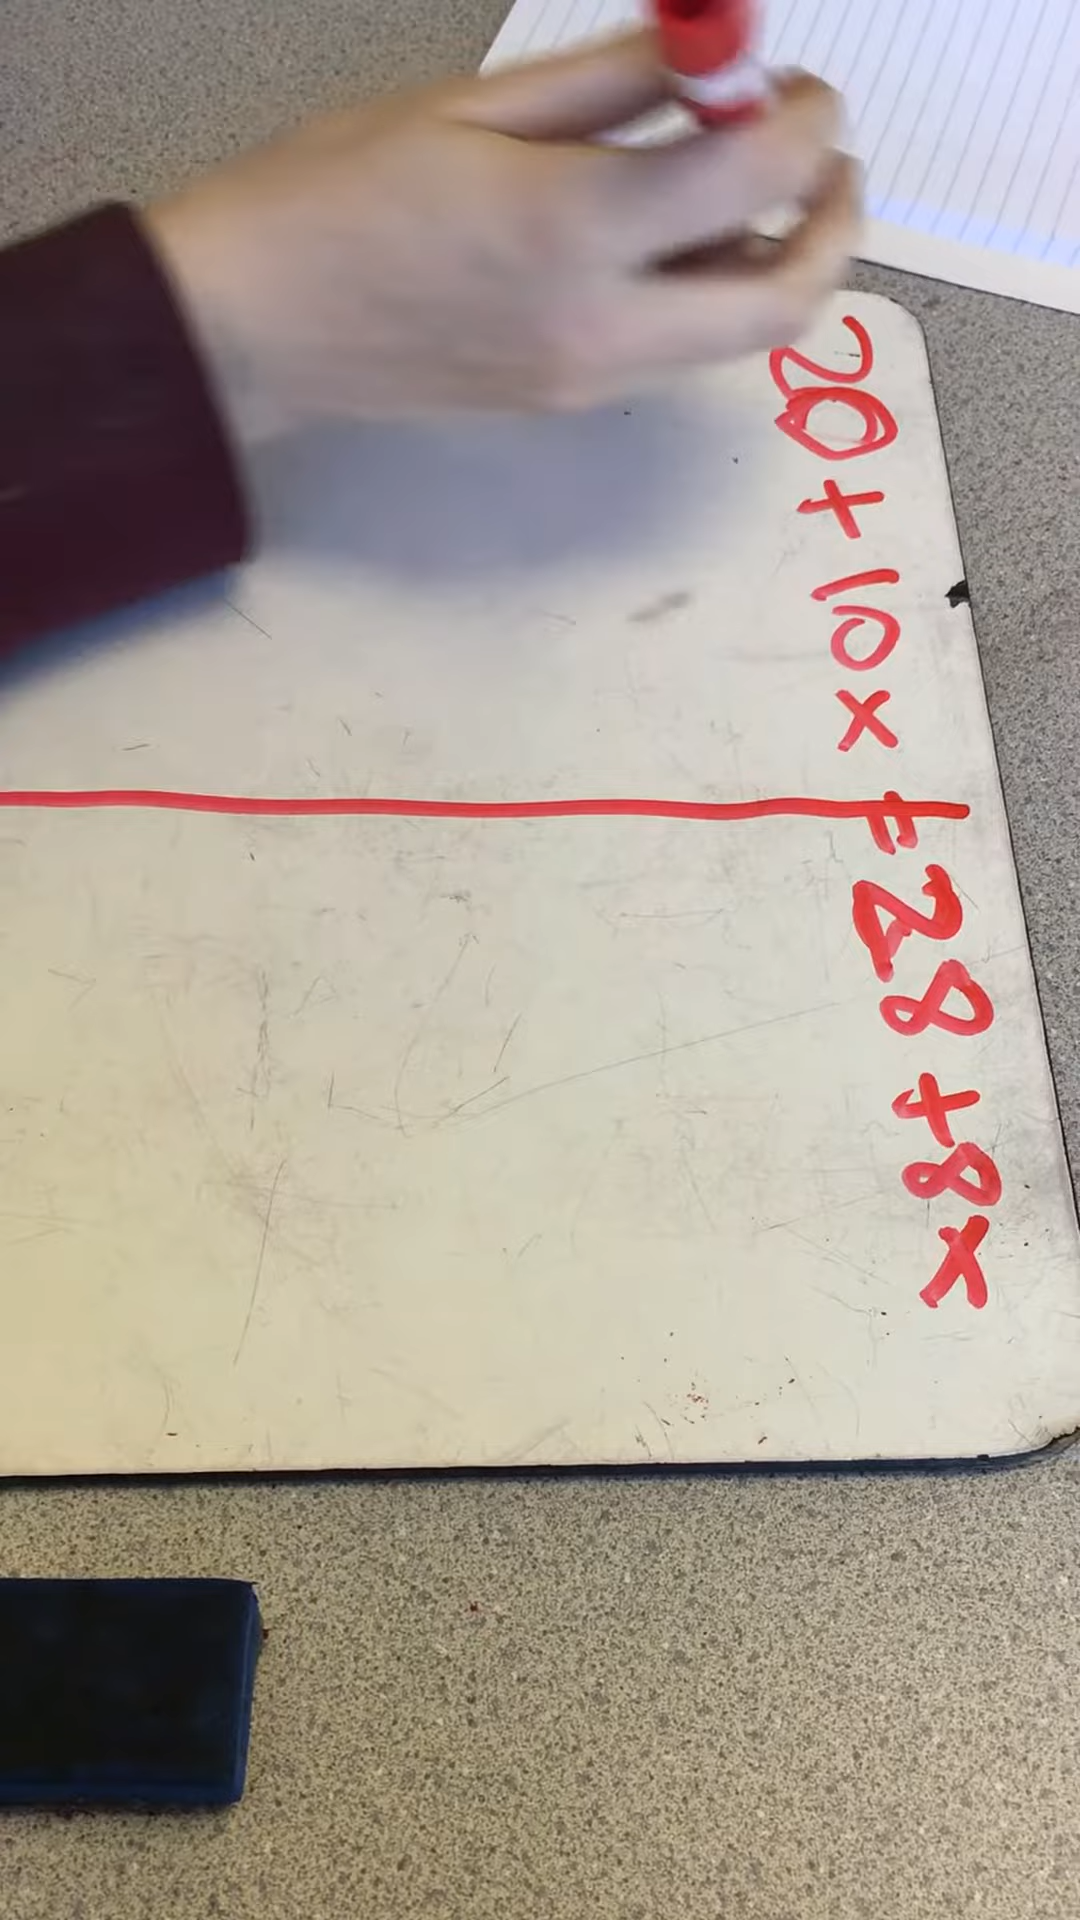 20 + 10x = 28 + 8x